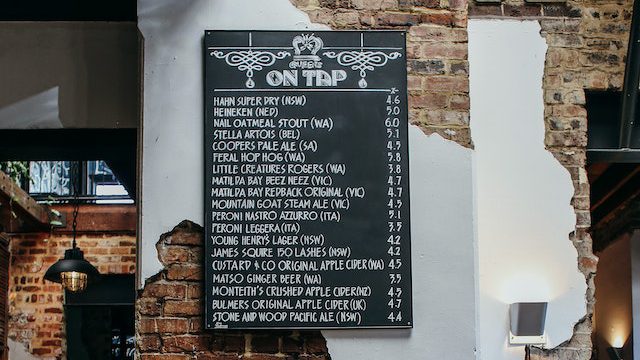 GUESTS
ON TAP
HAHN SUPER DRY (NSW) 4.6
HEINEKEN (NED) 5.0
NAIL OATMEAL STOUT (WA) 6.0
STELLA ARTOIS (BEL) 5.1
COOPERS PALE ALE (SA) 4.5
FERAL HOP HOG (WA) 5.8
LITTLE CREATURES ROGERS (WA) 3.8
MATILDA BAY BEEZ NEEZ (VIC) 4.7
MATILDA BAY REDBACK ORIGINAL (VIC) 4.7
MOUNTAIN GOAT STEAM ALE (VIC) 4.5
PERONI NASTRO AZZURRO (ITA) 5.1
PERONI LEGGERA (ITA) 3.5
YOUNG HENRY'S LAGER (NSW) 4.2
JAMES SQUIRE 150 LASHES (NSW) 4.2
CUSTARD & CO ORIGINAL APPLE CIDER (WA) 4.5
MATSO GINGER BEER (WA) 3.5
MONTEITH'S CRUSHED APPLE CIDER (NZ) 4.5
BULMERS ORIGINAL APPLE CIDER (UK) 4.7
STONE AND WOOD PACIFIC ALE (NSW) 4.4